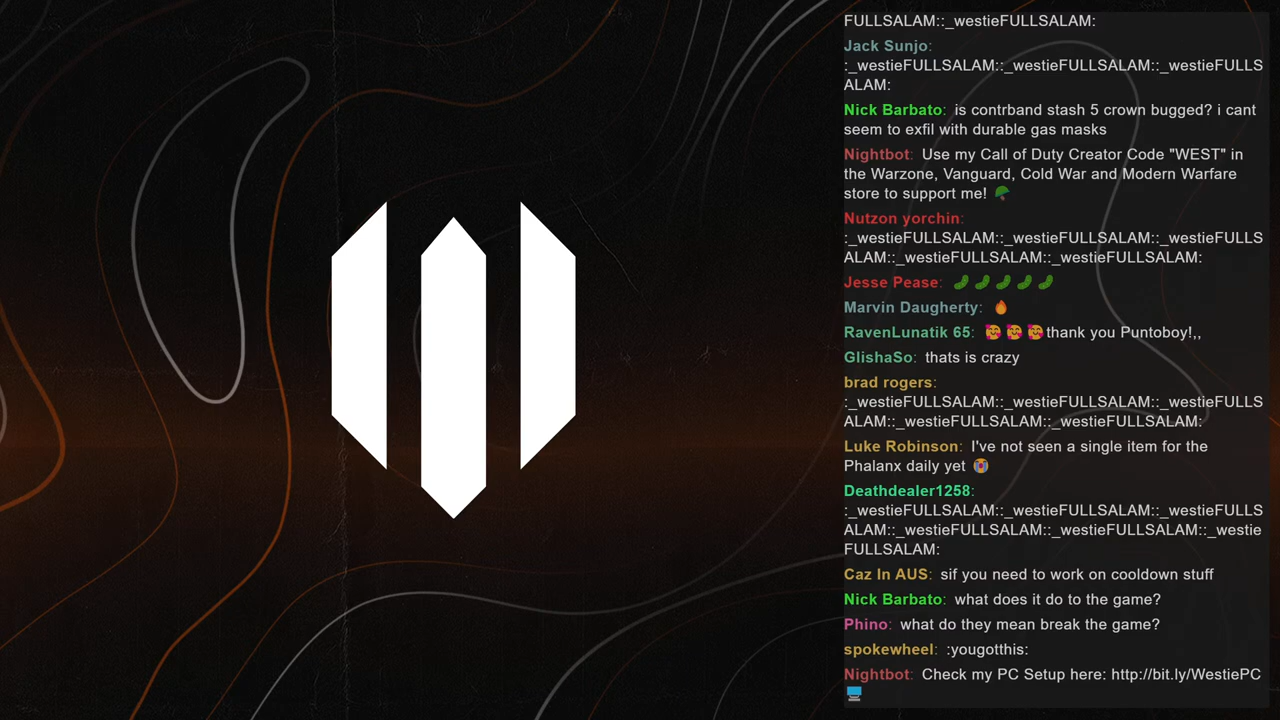 FULLSALAM::_westieFULLSALAM:
Jack Sunjo:
:_westieFULLSALAM::_westieFULLSALAM::_westieFULLS
ALAM:
Nick Barbato: is contrband stash 5 crown bugged? i cant
seem to exfil with durable gas masks
Nightbot: Use my Call of Duty Creator Code "WEST" in
the Warzone, Vanguard, Cold War and Modern Warfare
store to support me! 🪂
Nutzon yorchin:
:_westieFULLSALAM::_westieFULLSALAM::_westieFULLS
ALAM::_westieFULLSALAM::_westieFULLSALAM:
Jesse Pease: 🥒🥒🥒🥒🥒
Marvin Daugherty: 🔥
RavenLunatik 65: 🥰🥰🥰thank you Puntoboy!,,
GlishaSo: thats is crazy
brad rogers:
:_westieFULLSALAM::_westieFULLSALAM::_westieFULLS
ALAM::_westieFULLSALAM::_westieFULLSALAM:
Luke Robinson: I've not seen a single item for the
Phalanx daily yet 😭
Deathdealer1258:
:_westieFULLSALAM::_westieFULLSALAM::_westieFULLS
ALAM::_westieFULLSALAM::_westieFULLSALAM::_westie
FULLSALAM:
Caz In AUS: sif you need to work on cooldown stuff
Nick Barbato: what does it do to the game?
Phino: what do they mean break the game?
spokewheel: :yougotthis:
Nightbot: Check my PC Setup here: http://bit.ly/WestiePC
🖥️